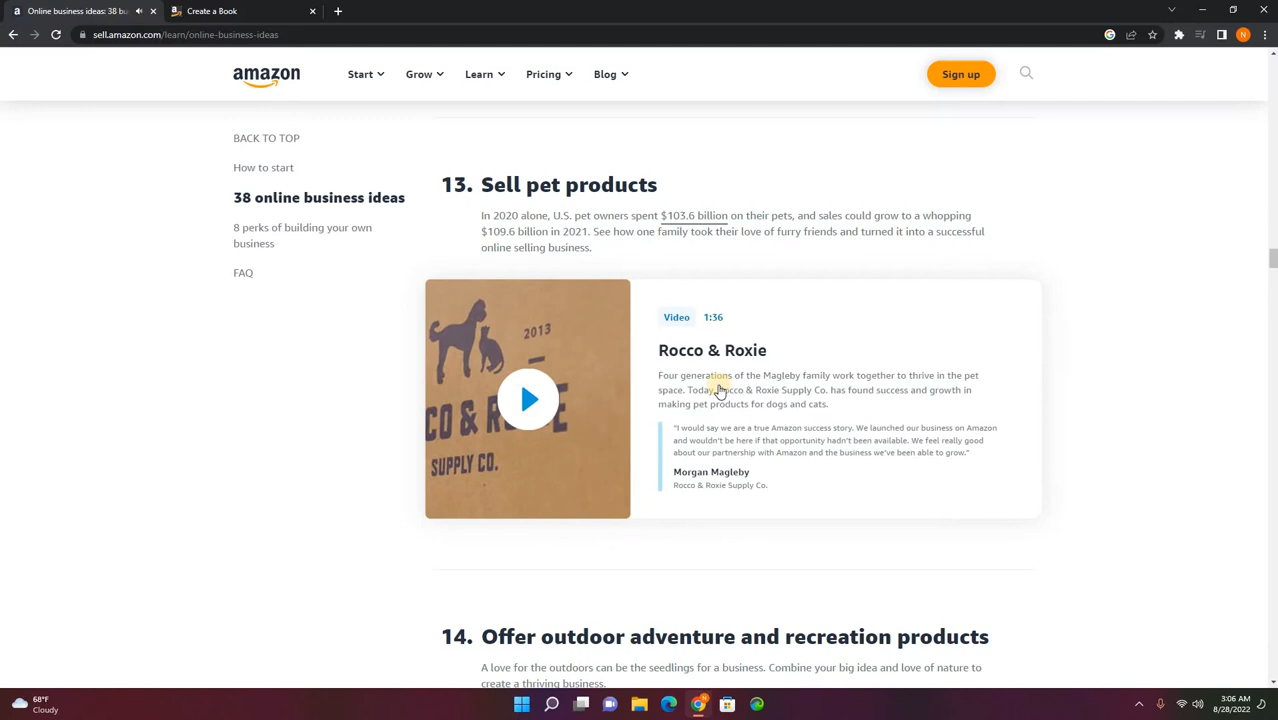 Online business ideas: 38 bu
Create a Book
sell.amazon.com/learn/online-business-ideas
N
amazon
Start
Grow
Learn
Pricing
Blog
Sign up
BACK TO TOP
How to start
38 online business ideas
8 perks of building your own
business
FAQ
13. Sell pet products
In 2020 alone, U.S. pet owners spent $103.6 billion on their pets, and sales could grow to a whopping
$109.6 billion in 2021. See how one family took their love of furry friends and turned it into a successful
online selling business.
2013
CO & RO IE
SUPPLY CO.
Video 1:36
Rocco & Roxie
Four generations of the Magleby family work together to thrive in the pet
space. Today, Rocco & Roxie Supply Co. has found success and growth in
making pet products for dogs and cats.
"I would say we are a true Amazon success story. We launched our business on Amazon
and wouldn't be here if that opportunity hadn't been available. We feel really good
about our partnership with Amazon and the business we've been able to grow."
Morgan Magleby
Rocco & Roxie Supply Co.
14. Offer outdoor adventure and recreation products
A love for the outdoors can be the seedlings for a business. Combine your big idea and love of nature to
create a thriving business.
68°F
Cloudy
3:06 AM
8/28/2022